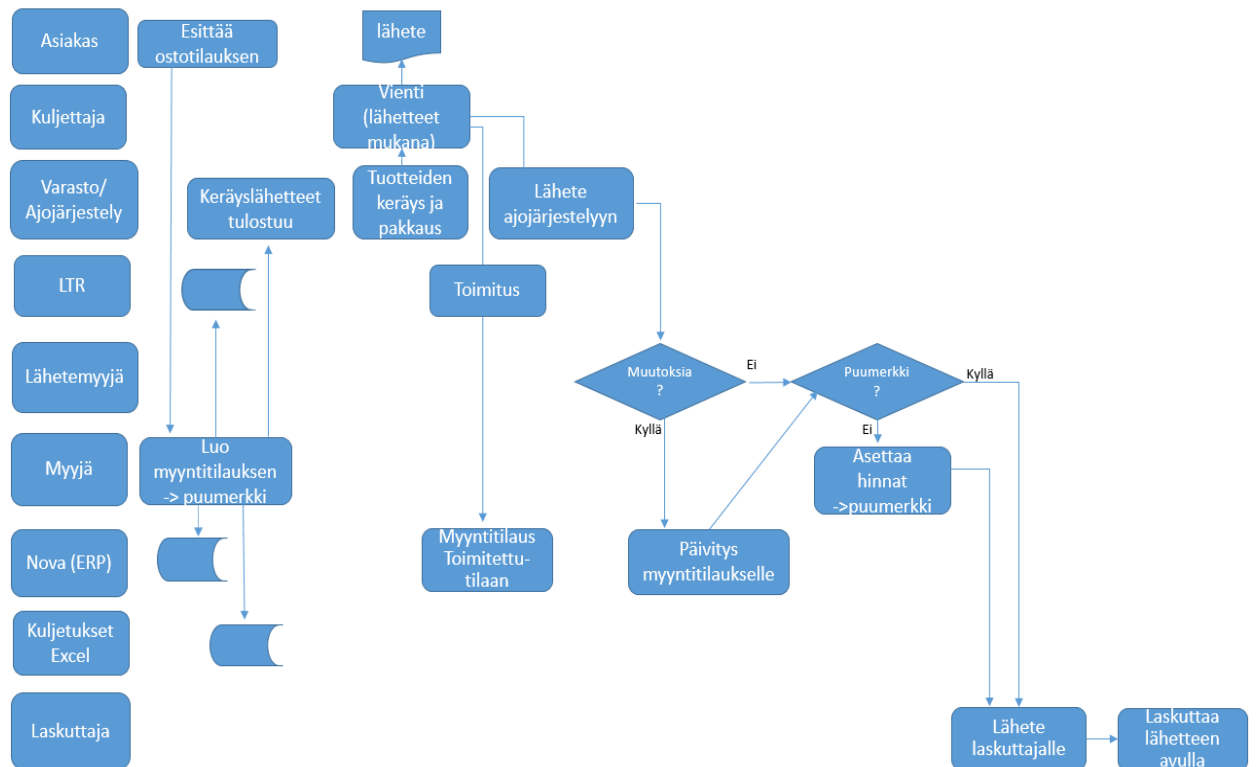 Asiakas
Esittää
ostotilauksen
lähete
Kuljettaja
Vienti
(lähetteet
mukana)
Varasto/
Ajojärjestely
Keräyslähetteet
tulostuu
Tuotteiden
keräys ja
pakkaus
Lähete
ajojärjestelyyn
LTR
Toimitus
Lähetemyyjä
Muutoksia
?
Ei
Puumerkki
?
Kyllä
Kyllä
Ei
Myyjä
Luo
myyntitilauksen
-> puumerkki
Asettaa
hinnat
->puumerkki
Nova (ERP)
Myyntitilaus
Toimitettu-
tilaan
Päivitys
myyntitilaukselle
Kuljetukset
Excel
Laskuttaja
Lähete
laskuttajalle
Laskuttaa
lähetteen
avulla